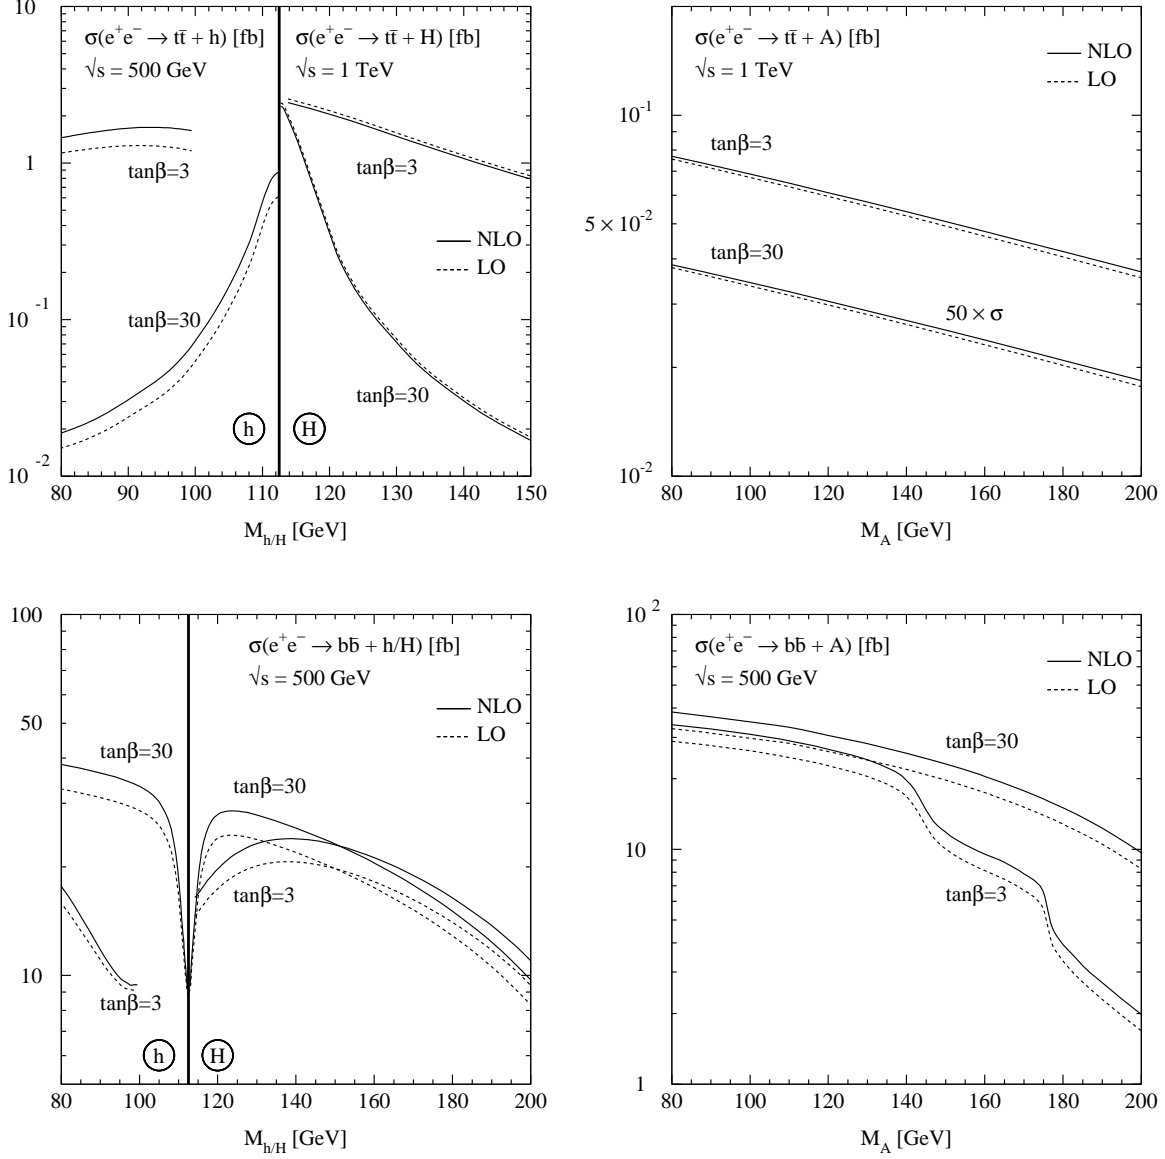 σ(e⁺e⁻ → tt̄ + h) [fb]
√s = 500 GeV
σ(e⁺e⁻ → tt̄ + H) [fb]
√s = 1 TeV
10
1
10⁻¹
10⁻²
tanβ=3
tanβ=30
tanβ=3
tanβ=30
NLO
LO
h
H
80 90 100 110 120 130 140 150
M_h/H [GeV]
σ(e⁺e⁻ → tt̄ + A) [fb]
√s = 1 TeV
NLO
LO
10⁻¹
5 × 10⁻²
10⁻²
tanβ=3
tanβ=30
50 × σ
80 100 120 140 160 180 200
M_A [GeV]
σ(e⁺e⁻ → bb̄ + h/H) [fb]
√s = 500 GeV
NLO
LO
100
50
10
tanβ=30
tanβ=30
tanβ=3
tanβ=3
h
H
80 100 120 140 160 180 200
M_h/H [GeV]
σ(e⁺e⁻ → bb̄ + A) [fb]
√s = 500 GeV
NLO
LO
10²
10
1
tanβ=30
tanβ=3
80 100 120 140 160 180 200
M_A [GeV]